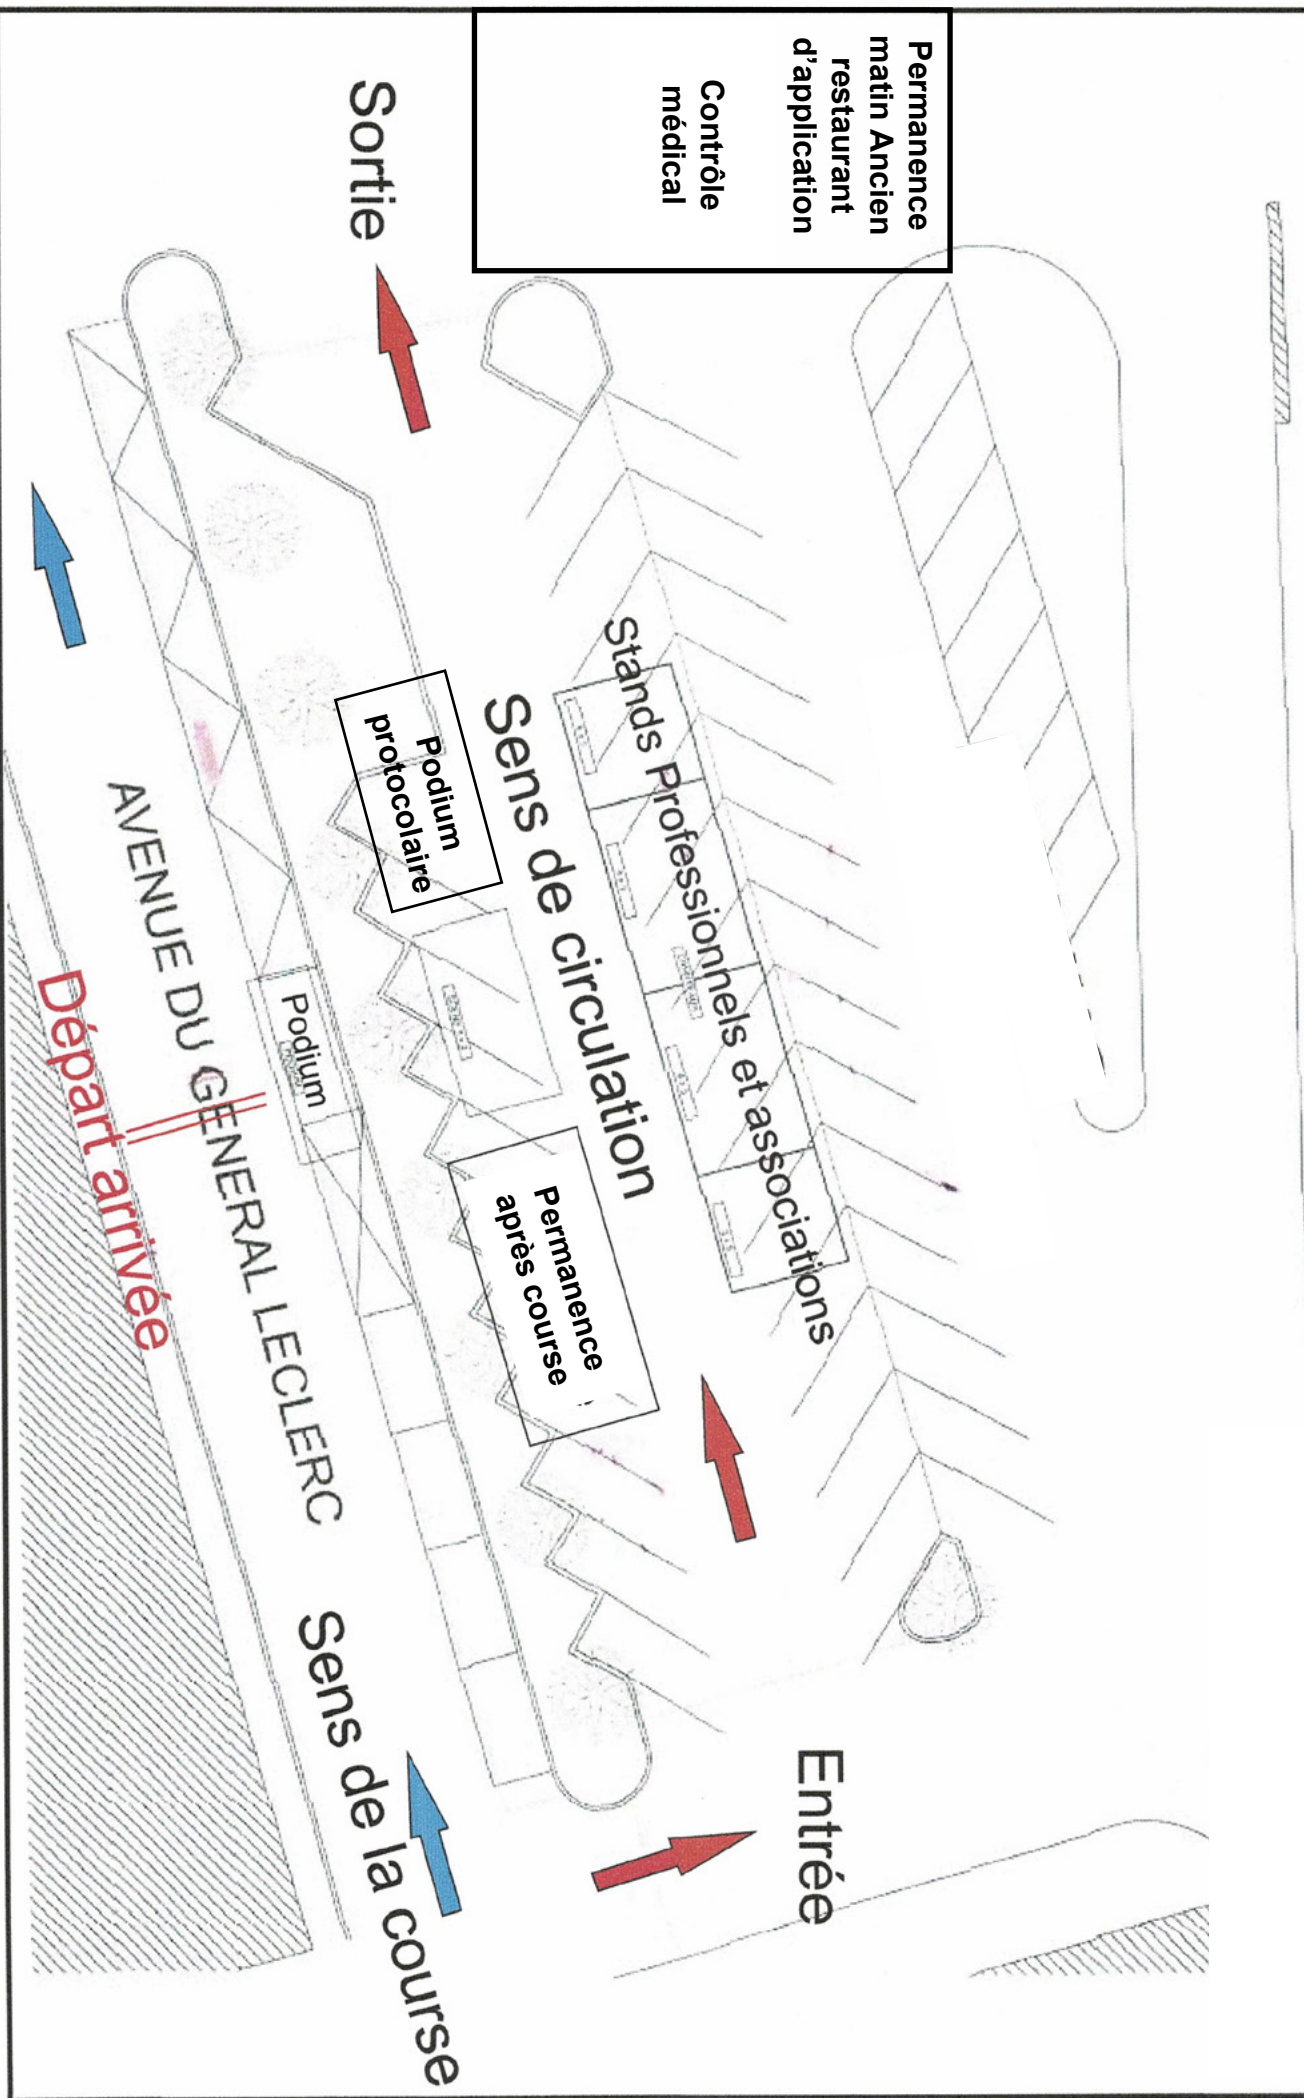 Permanence
matin Ancien
restaurant
d'application
Contrôle
médical
Sortie
Entrée
Stands Professionnels et associations
Sens de circulation
Podium
protocolaire
Permanence
après course
Podium
AVENUE DU GENERAL LECLERC
Départ arrivée
Sens de la course